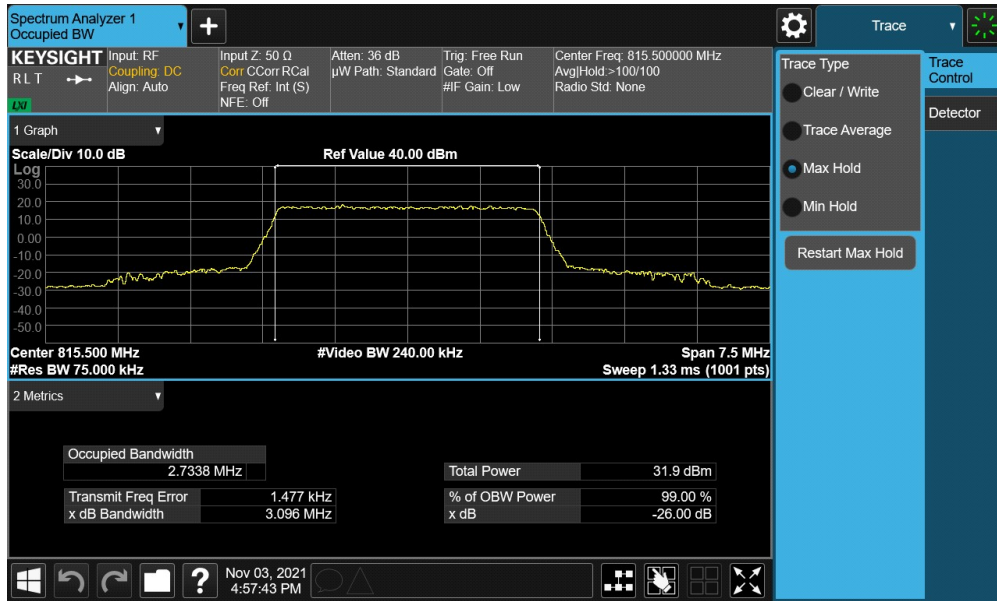 Spectrum Analyzer 1
Occupied BW
+
Trace
KEYSIGHT
R L T
LXI
Input: RF
Coupling: DC
Align: Auto
Input Z: 50 Ω
Corr CCorr RCal
Freq Ref: Int (S)
NFE: Off
Atten: 36 dB
µW Path: Standard
Trig: Free Run
Gate: Off
#IF Gain: Low
Center Freq: 815.500000 MHz
Avg|Hold:>100/100
Radio Std: None
Trace Type
Clear / Write
Trace Average
Max Hold
Min Hold
Restart Max Hold
Trace
Control
Detector
1 Graph
Scale/Div 10.0 dB
Ref Value 40.00 dBm
Log
30.0
20.0
10.0
0.00
-10.0
-20.0
-30.0
-40.0
-50.0
Center 815.500 MHz
#Video BW 240.00 kHz
Span 7.5 MHz
#Res BW 75.000 kHz
Sweep 1.33 ms (1001 pts)
2 Metrics
Occupied Bandwidth
2.7338 MHz
Total Power 31.9 dBm
Transmit Freq Error 1.477 kHz
% of OBW Power 99.00 %
x dB Bandwidth 3.096 MHz
x dB -26.00 dB
?
Nov 03, 2021
4:57:43 PM